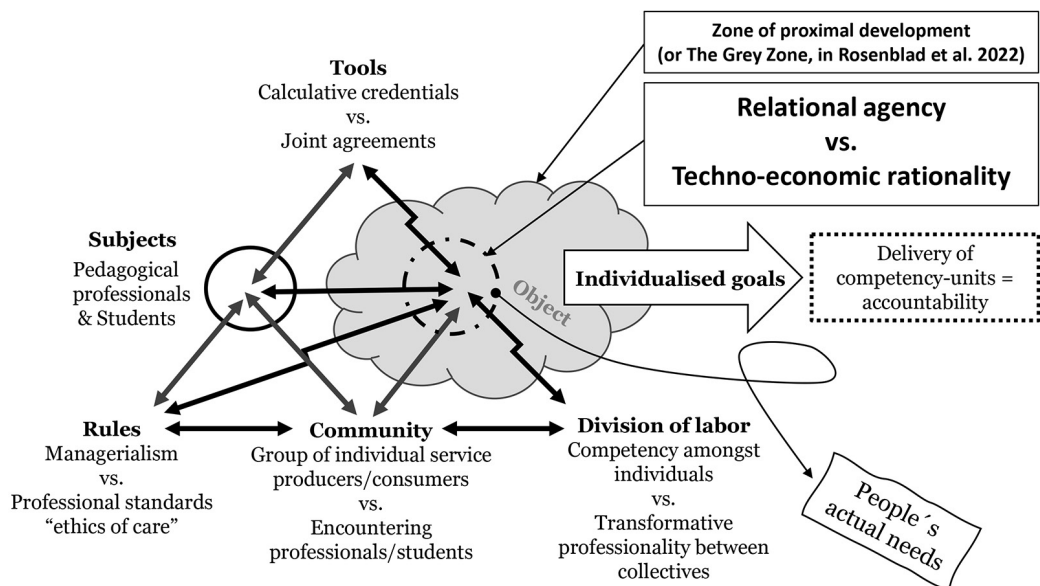 Zone of proximal development
(or The Grey Zone, in Rosenblad et al. 2022)
Relational agency
vs.
Techno-economic rationality
Tools
Calculative credentials
vs.
Joint agreements
Subjects
Pedagogical
professionals
& Students
Object
Individualised goals
Delivery of
competency-units =
accountability
Rules
Managerialism
vs.
Professional standards
“ethics of care”
Community
Group of individual service
producers/consumers
vs.
Encountering
professionals/students
Division of labor
Competency amongst
individuals
vs.
Transformative
professionality between
collectives
People´s
actual needs